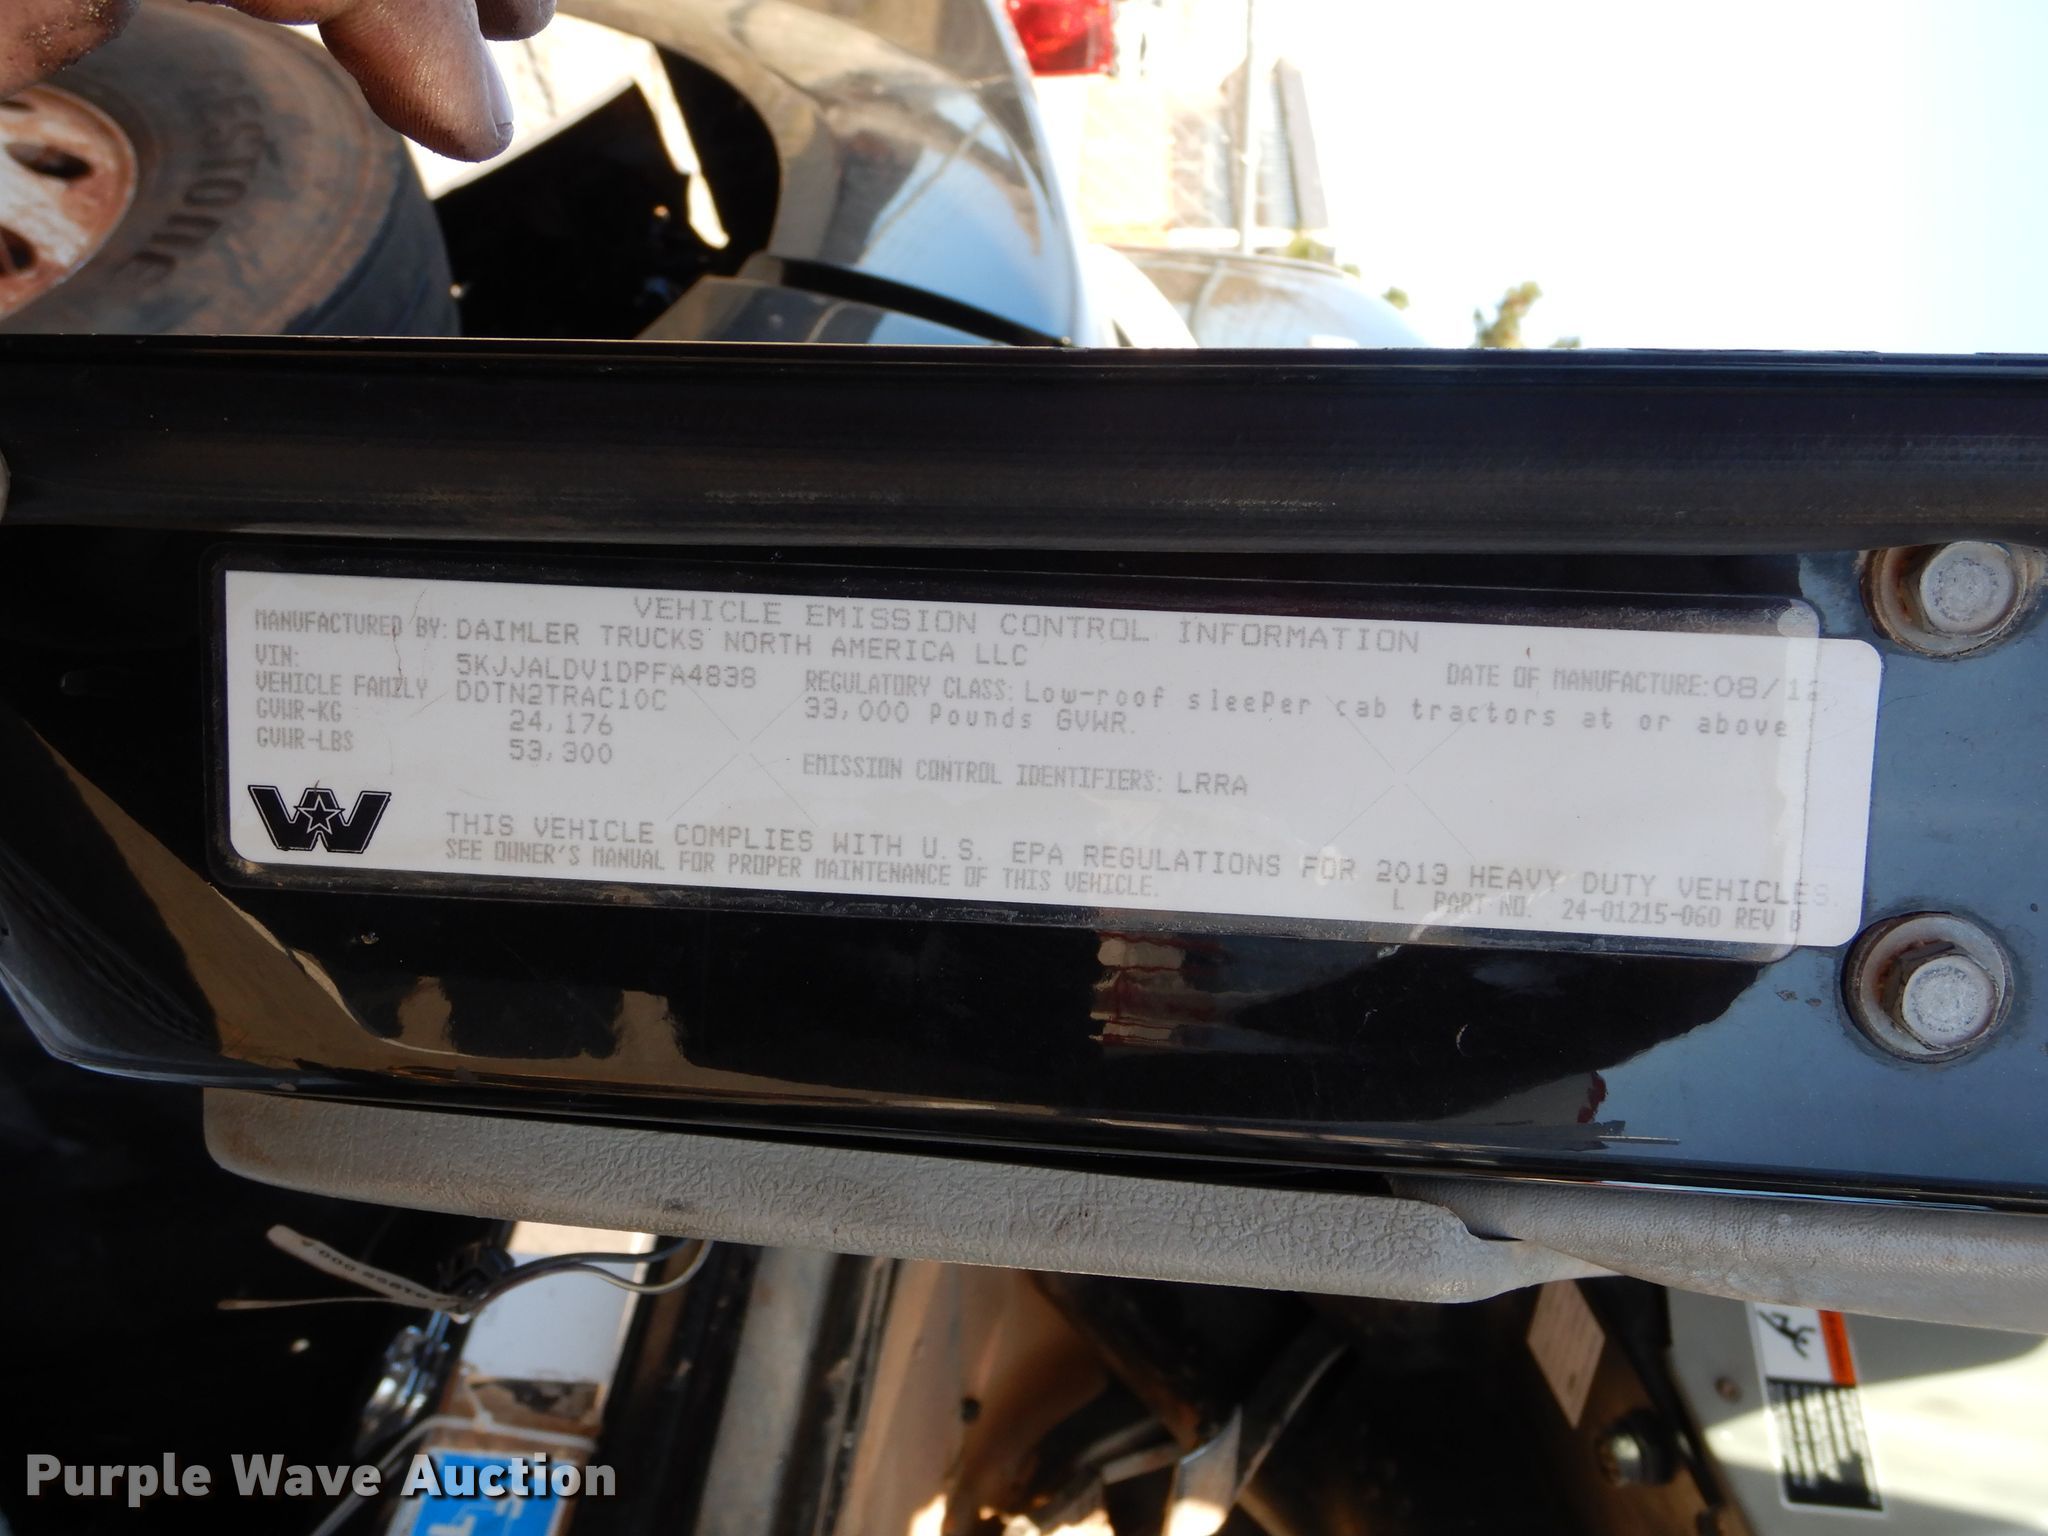 ESTONE
VEHICLE EMISSION CONTROL INFORMATION
MANUFACTURED BY: DAIMLER TRUCKS NORTH AMERICA LLC
DATE OF MANUFACTURE: 08/12
VIN: 5KJJALDV1DPFA4838
REGULATORY CLASS: Low-roof sleeper cab tractors at or above
33,000 Pounds GVWR.
VEHICLE FAMILY DDTN2TRAC10C
GVWR-KG 24,176
GVWR-LBS 53,300
EMISSION CONTROL IDENTIFIERS: LRRA
THIS VEHICLE COMPLIES WITH U.S. EPA REGULATIONS FOR 2013 HEAVY DUTY VEHICLES.
SEE OWNER'S MANUAL FOR PROPER MAINTENANCE OF THIS VEHICLE.
L PART NO. 24-01215-060 REV B
Purple Wave Auction